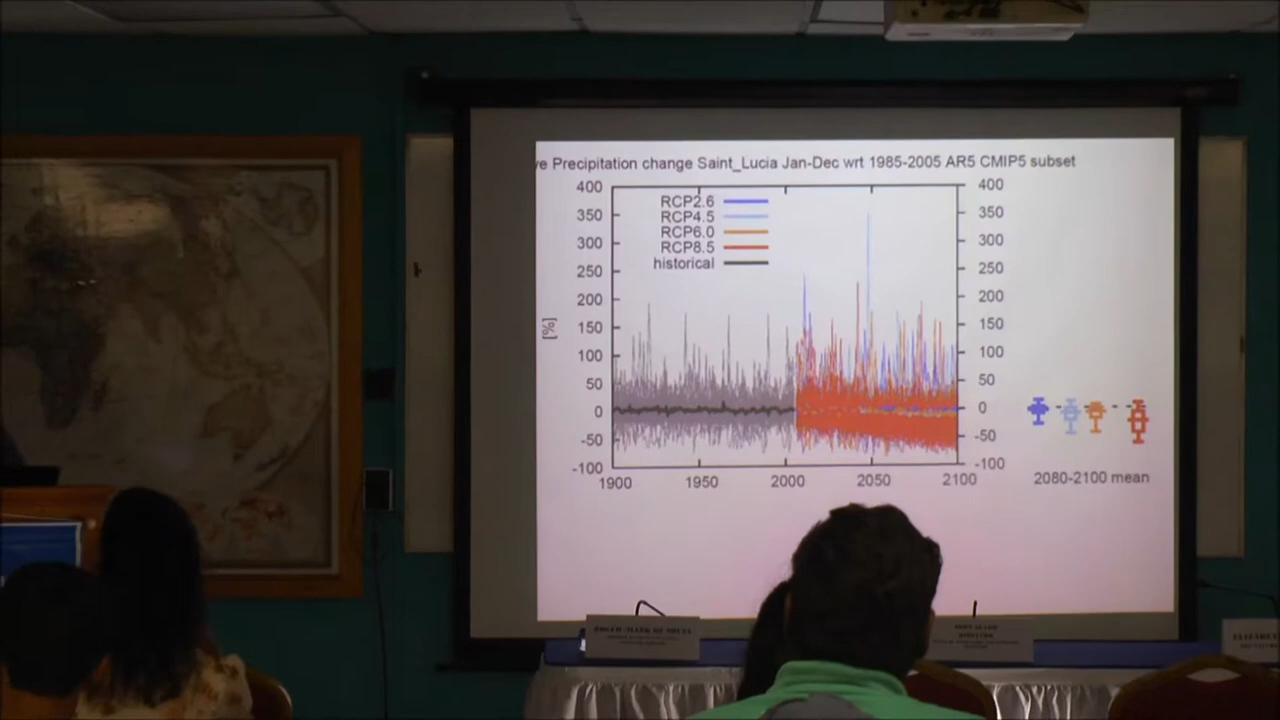 ve Precipitation change Saint_Lucia Jan-Dec wrt 1985-2005 AR5 CMIP5 subset
400
350
300
250
200
150
100
50
0
-50
-100
[%]
RCP2.6
RCP4.5
RCP6.0
RCP8.5
historical
1900 1950 2000 2050 2100
400
350
300
250
200
150
100
50
0
-50
-100
2080-2100 mean